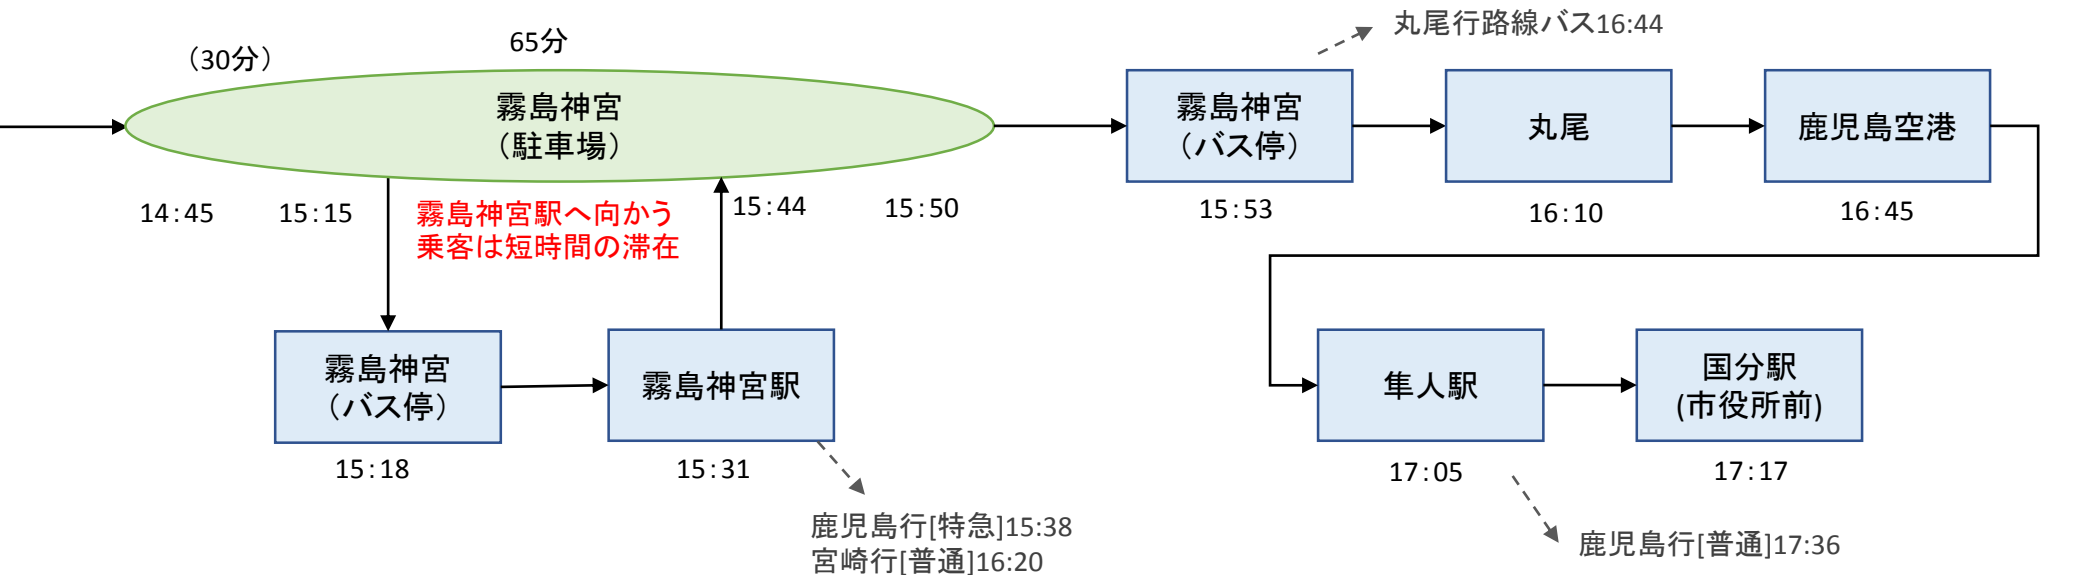 丸尾行路線バス16:44
（30分）
65分
霧島神宮
（駐車場）
霧島神宮
（バス停）
丸尾
鹿児島空港
14:45
15:15
霧島神宮駅へ向かう
乗客は短時間の滞在
15:44
15:50
15:53
16:10
16:45
霧島神宮
（バス停）
霧島神宮駅
隼人駅
国分駅
(市役所前)
15:18
15:31
17:05
17:17
鹿児島行[特急]15:38
宮崎行[普通]16:20
鹿児島行[普通]17:36